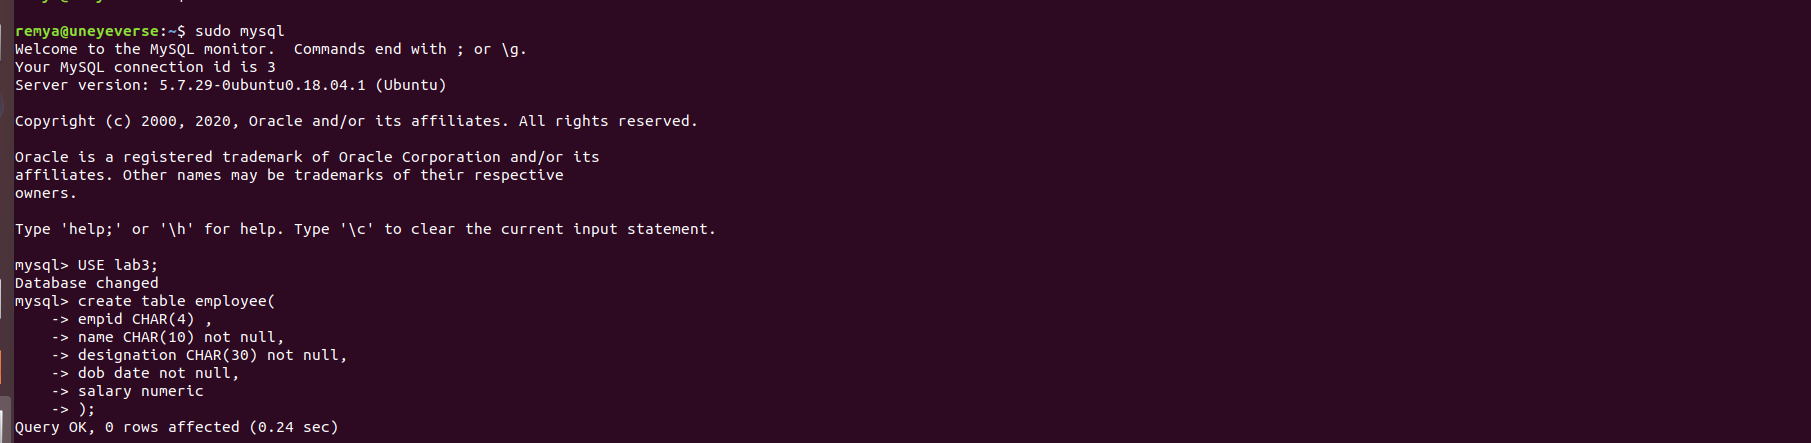 remya@uneyeverse:~$ sudo mysql
Welcome to the MySQL monitor.  Commands end with ; or \g.
Your MySQL connection id is 3
Server version: 5.7.29-0ubuntu0.18.04.1 (Ubuntu)
Copyright (c) 2000, 2020, Oracle and/or its affiliates. All rights reserved.
Oracle is a registered trademark of Oracle Corporation and/or its
affiliates. Other names may be trademarks of their respective
owners.
Type 'help;' or '\h' for help. Type '\c' to clear the current input statement.
mysql> USE lab3;
Database changed
mysql> create table employee(
    -> empid CHAR(4) ,
    -> name CHAR(10) not null,
    -> designation CHAR(30) not null,
    -> dob date not null,
    -> salary numeric
    -> );
Query OK, 0 rows affected (0.24 sec)